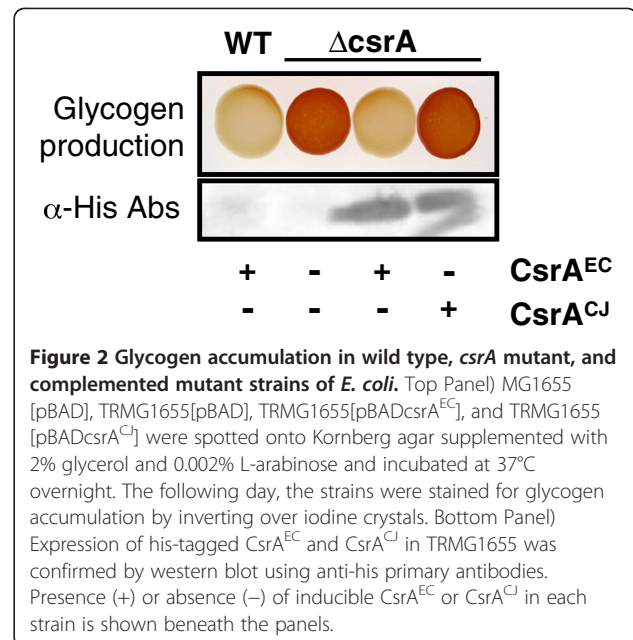 WT ΔcsrA
Glycogen
production
α-His Abs
+ - + - CsrA^EC
- - - + CsrA^CJ
Figure 2 Glycogen accumulation in wild type, csrA mutant, and
complemented mutant strains of E. coli. Top Panel) MG1655
[pBAD], TRMG1655[pBAD], TRMG1655[pBADcsrA^EC], and TRMG1655
[pBADcsrA^CJ] were spotted onto Kornberg agar supplemented with
2% glycerol and 0.002% L-arabinose and incubated at 37°C
overnight. The following day, the strains were stained for glycogen
accumulation by inverting over iodine crystals. Bottom Panel)
Expression of his-tagged CsrA^EC and CsrA^CJ in TRMG1655 was
confirmed by western blot using anti-his primary antibodies.
Presence (+) or absence (−) of inducible CsrA^EC or CsrA^CJ in each
strain is shown beneath the panels.